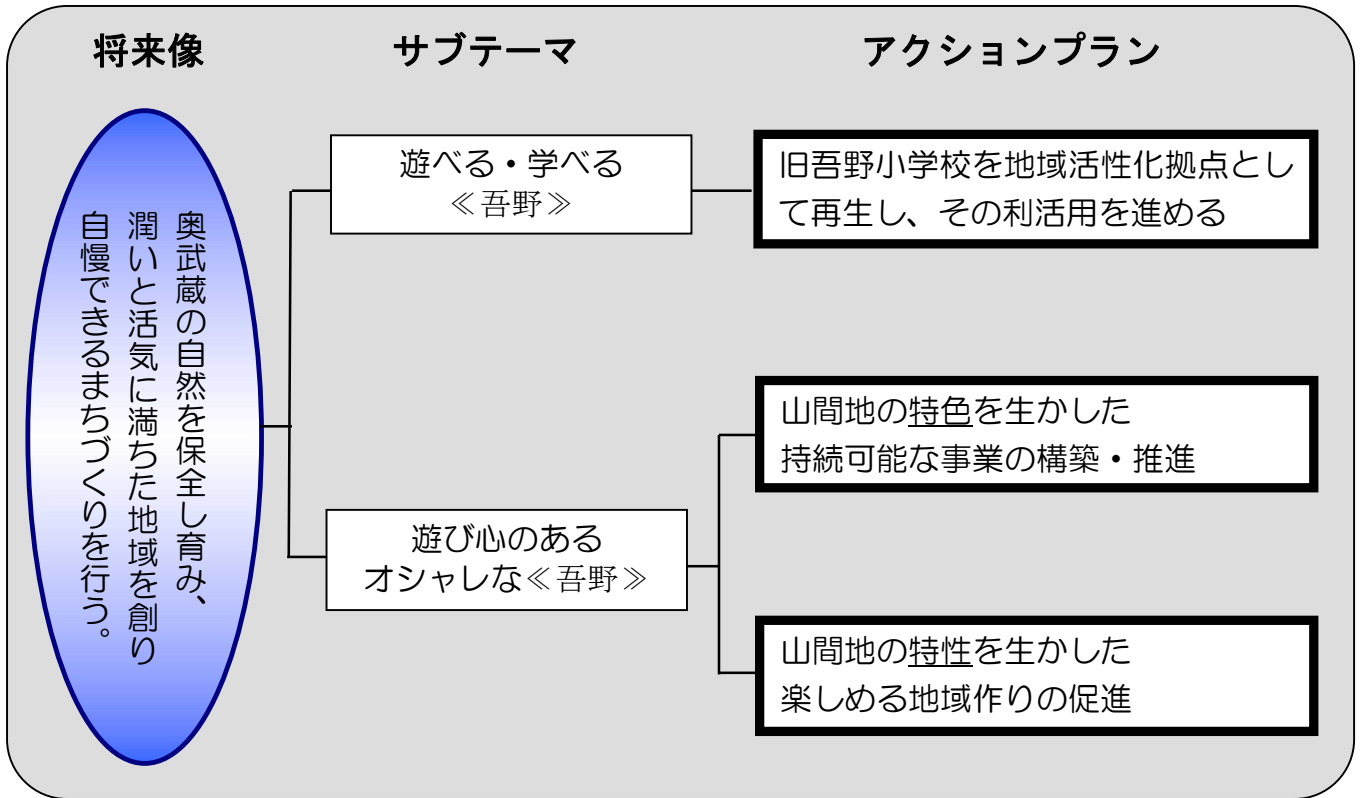 将来像
サブテーマ
アクションプラン
奥武蔵の自然を保全し育み、
潤いと活気に満ちた地域を創り
自慢できるまちづくりを行う。
遊べる・学べる
≪吾野≫
旧吾野小学校を地域活性化拠点とし
て再生し、その利活用を進める
遊び心のある
オシャレな≪吾野≫
山間地の特色を生かした
持続可能な事業の構築・推進
山間地の特性を生かした
楽しめる地域作りの促進